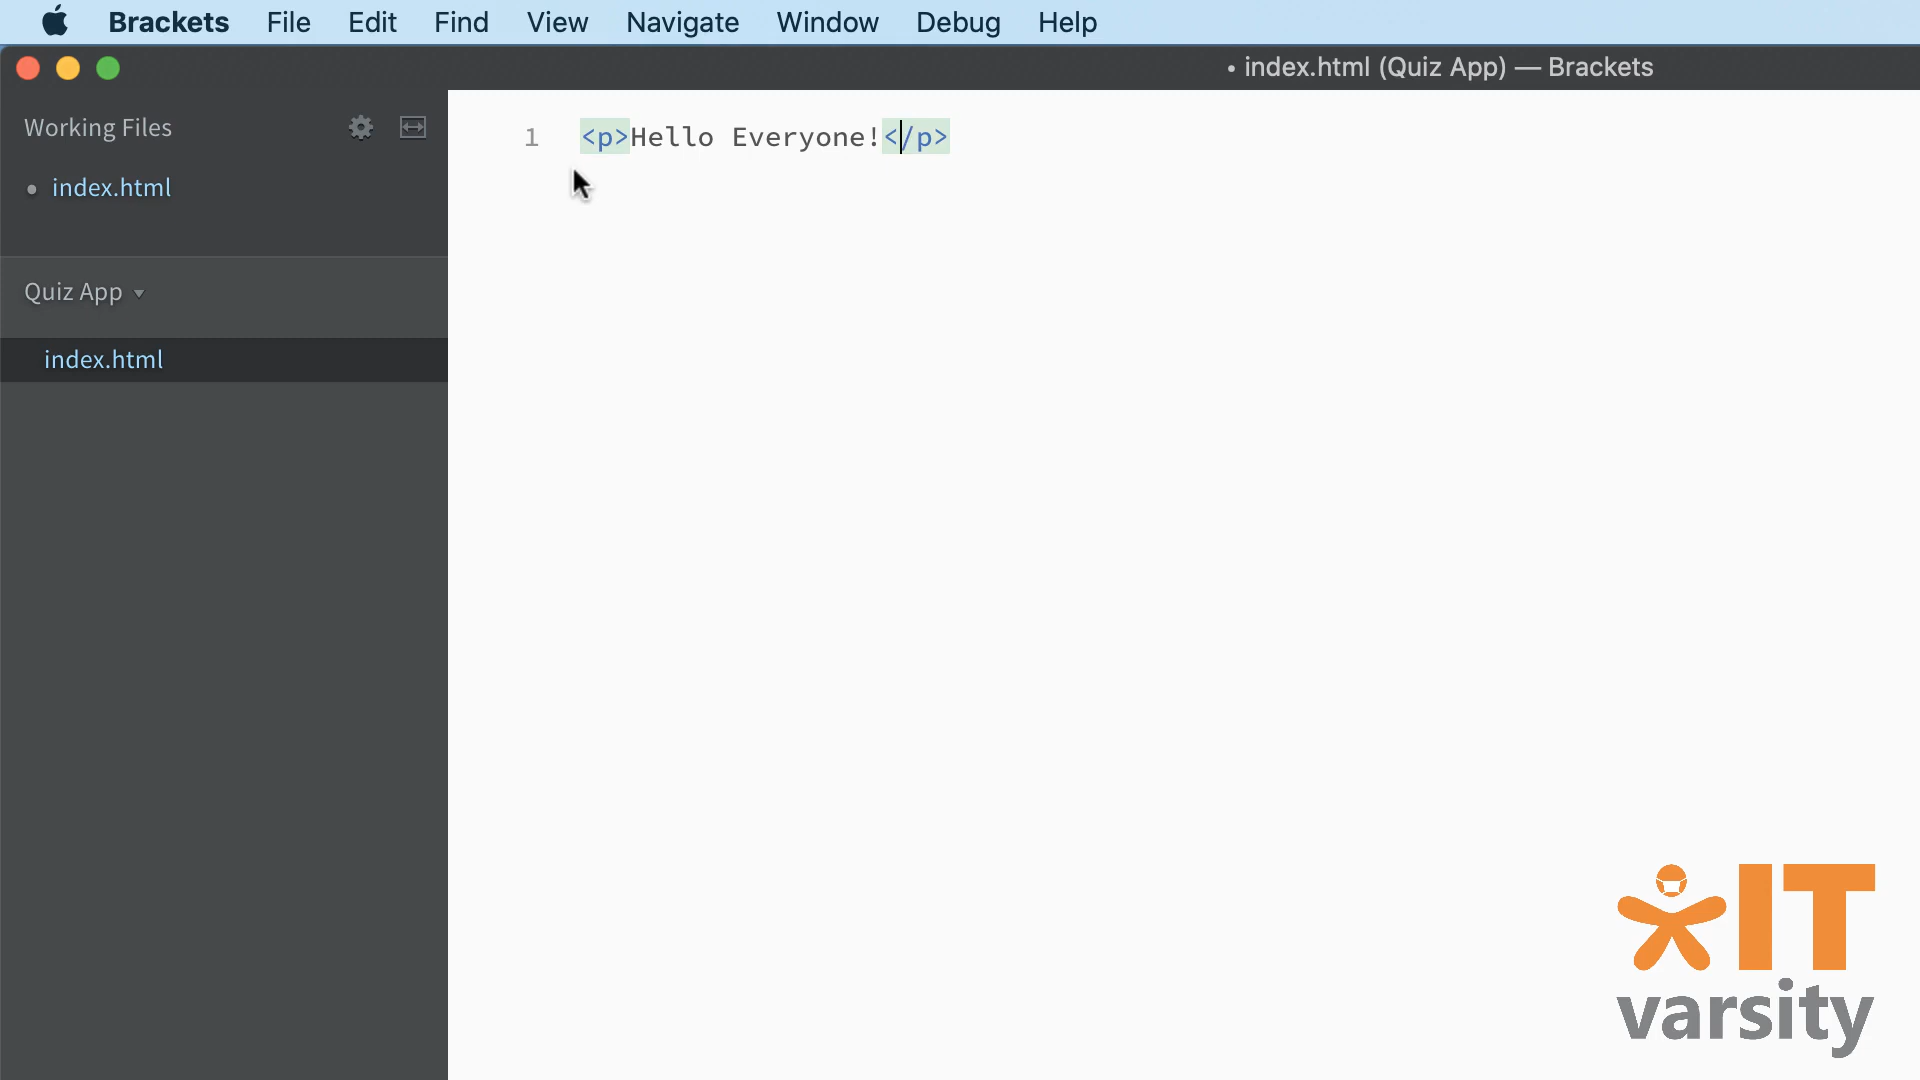 Brackets File Edit Find View Navigate Window Debug Help
• index.html (Quiz App) — Brackets
Working Files
• index.html
Quiz App
index.html
1 <p>Hello Everyone!</p>
IT
varsity